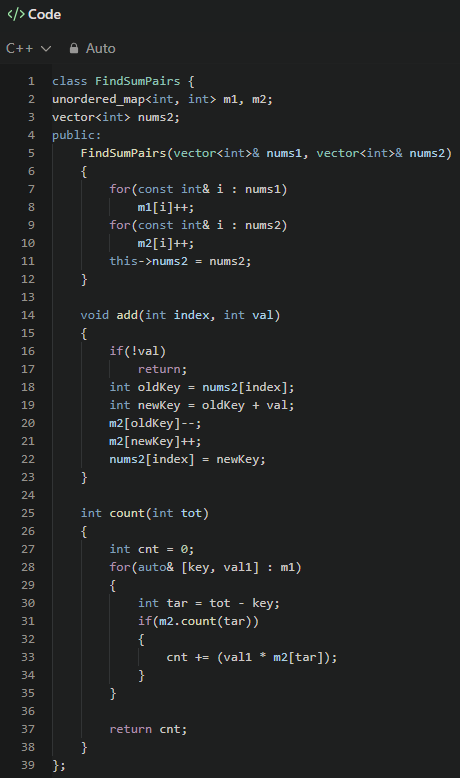 </> Code
C++ Auto
1 class FindSumPairs {
2 unordered_map<int, int> m1, m2;
3 vector<int> nums2;
4 public:
5     FindSumPairs(vector<int>& nums1, vector<int>& nums2)
6     {
7         for(const int& i : nums1)
8             m1[i]++;
9         for(const int& i : nums2)
10             m2[i]++;
11         this->nums2 = nums2;
12     }
13
14     void add(int index, int val)
15     {
16         if(!val)
17             return;
18         int oldKey = nums2[index];
19         int newKey = oldKey + val;
20         m2[oldKey]--;
21         m2[newKey]++;
22         nums2[index] = newKey;
23     }
24
25     int count(int tot)
26     {
27         int cnt = 0;
28         for(auto& [key, val1] : m1)
29         {
30             int tar = tot - key;
31             if(m2.count(tar))
32             {
33                 cnt += (val1 * m2[tar]);
34             }
35         }
36
37         return cnt;
38     }
39 };